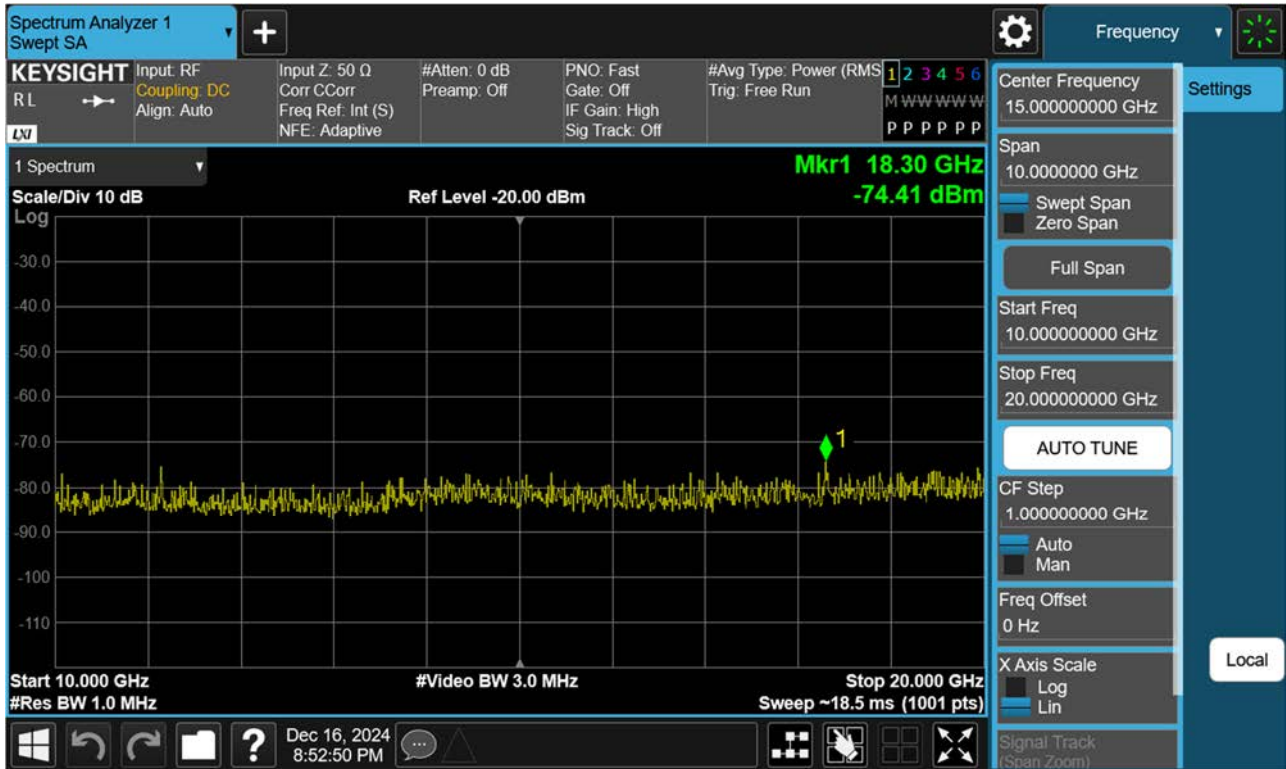 Spectrum Analyzer 1
Swept SA
Frequency
KEYSIGHT
R L
LXI
Input: RF
Coupling: DC
Align: Auto
Input Z: 50 Ω
Corr CCorr
Freq Ref: Int (S)
NFE: Adaptive
#Atten: 0 dB
Preamp: Off
PNO: Fast
Gate: Off
IF Gain: High
Sig Track: Off
#Avg Type: Power (RMS
Trig: Free Run
1 2 3 4 5 6
M W W W W W
P P P P P P
1 Spectrum
Mkr1 18.30 GHz
-74.41 dBm
Scale/Div 10 dB
Ref Level -20.00 dBm
Log
-30.0
-40.0
-50.0
-60.0
-70.0
-80.0
-90.0
-100
-110
1
Start 10.000 GHz
#Video BW 3.0 MHz
Stop 20.000 GHz
#Res BW 1.0 MHz
Sweep ~18.5 ms (1001 pts)
Center Frequency
15.000000000 GHz
Settings
Span
10.0000000 GHz
Swept Span
Zero Span
Full Span
Start Freq
10.000000000 GHz
Stop Freq
20.000000000 GHz
AUTO TUNE
CF Step
1.000000000 GHz
Auto
Man
Freq Offset
0 Hz
X Axis Scale
Log
Lin
Local
Signal Track
(Span Zoom)
?
Dec 16, 2024
8:52:50 PM